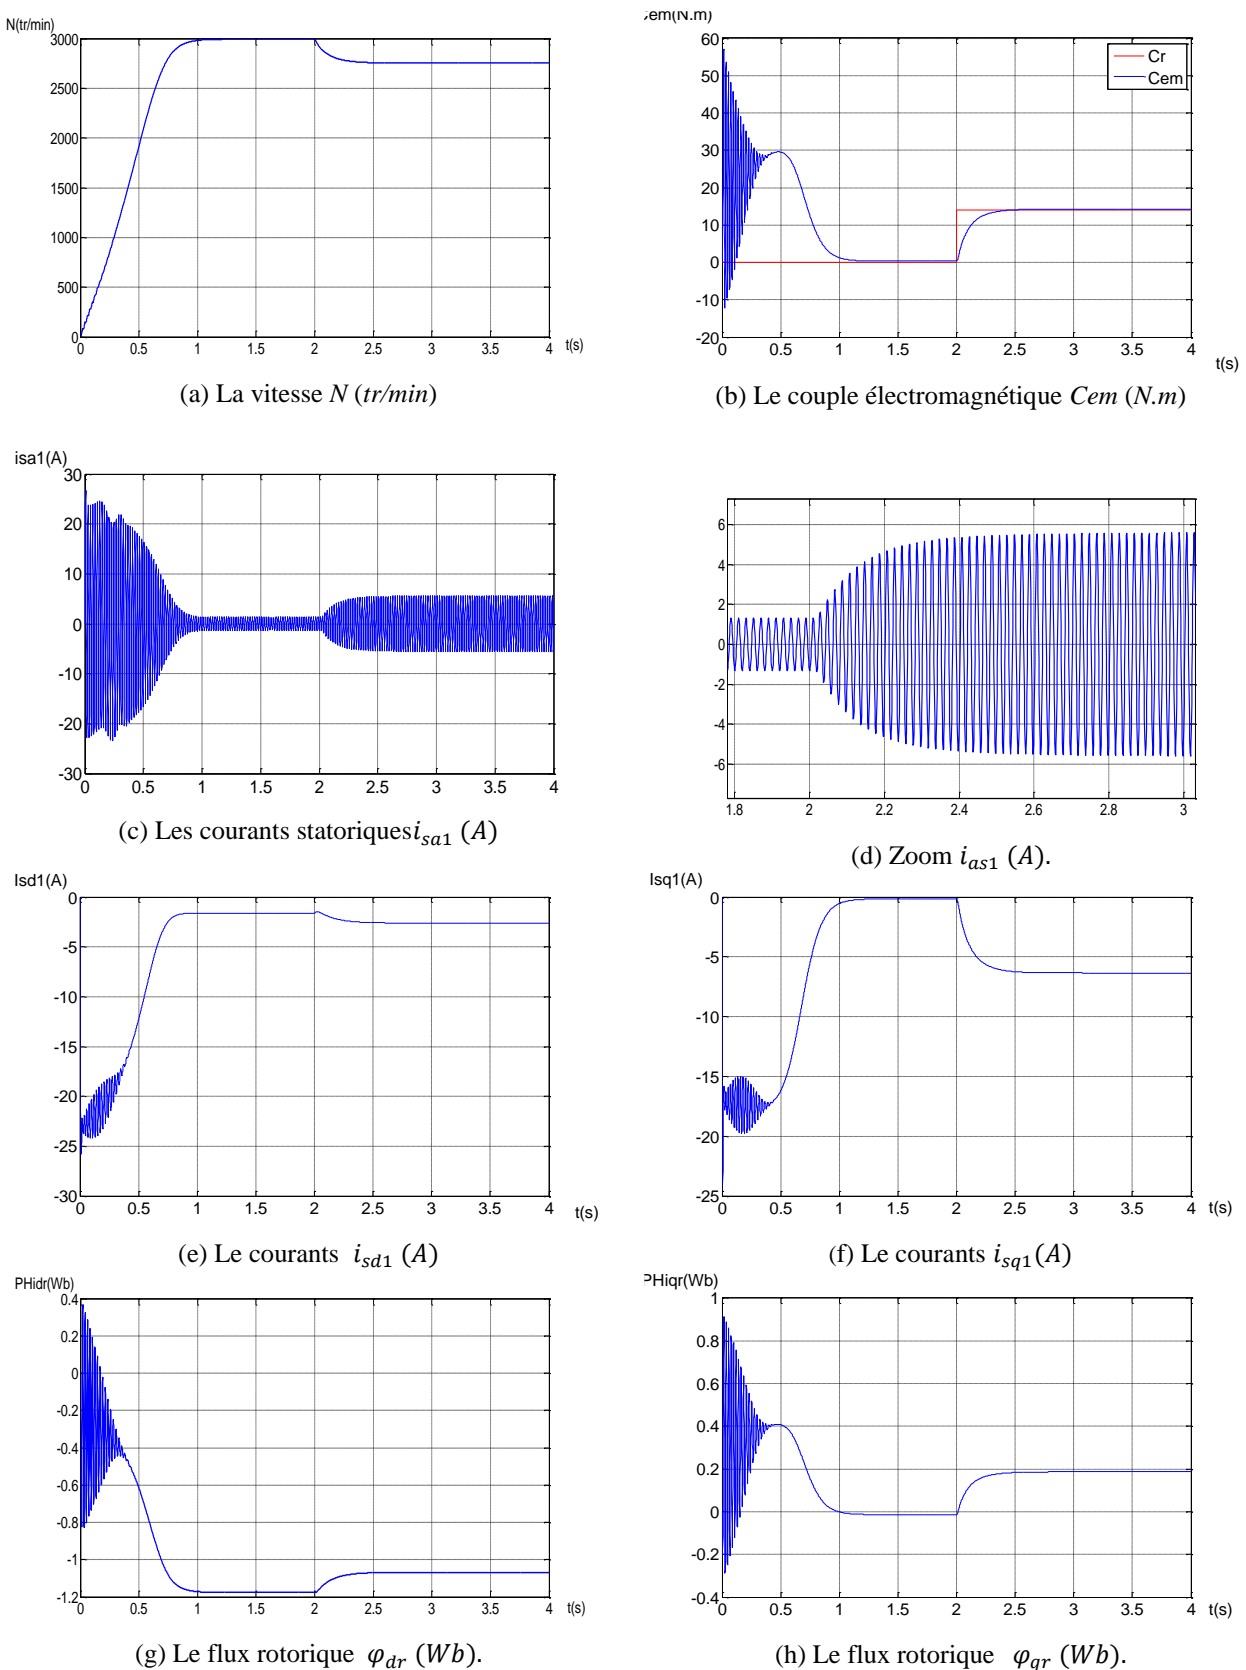 N(tr/min)
3000
2500
2000
1500
1000
500
0
0 0.5 1 1.5 2 2.5 3 3.5 4
t(s)
(a) La vitesse N (tr/min)
Cem(N.m)
60
50
40
30
20
10
0
-10
-20
Cr
Cem
0 0.5 1 1.5 2 2.5 3 3.5 4
t(s)
(b) Le couple électromagnétique Cem (N.m)
isa1(A)
30
20
10
0
-10
-20
-30
0 0.5 1 1.5 2 2.5 3 3.5 4
(c) Les courants statoriques i_sa1 (A)
6
4
2
0
-2
-4
-6
1.8 2 2.2 2.4 2.6 2.8 3
(d) Zoom i_as1 (A).
Isd1(A)
0
-5
-10
-15
-20
-25
-30
0 0.5 1 1.5 2 2.5 3 3.5 4
t(s)
(e) Le courants i_sd1 (A)
Isq1(A)
0
-5
-10
-15
-20
-25
0 0.5 1 1.5 2 2.5 3 3.5 4
t(s)
(f) Le courants i_sq1(A)
PHidr(Wb)
0.4
0.2
0
-0.2
-0.4
-0.6
-0.8
-1
-1.2
0 0.5 1 1.5 2 2.5 3 3.5 4
t(s)
(g) Le flux rotorique φ_dr (Wb).
PHiqr(Wb)
1
0.8
0.6
0.4
0.2
0
-0.2
-0.4
0 0.5 1 1.5 2 2.5 3 3.5 4
t(s)
(h) Le flux rotorique φ_qr (Wb).